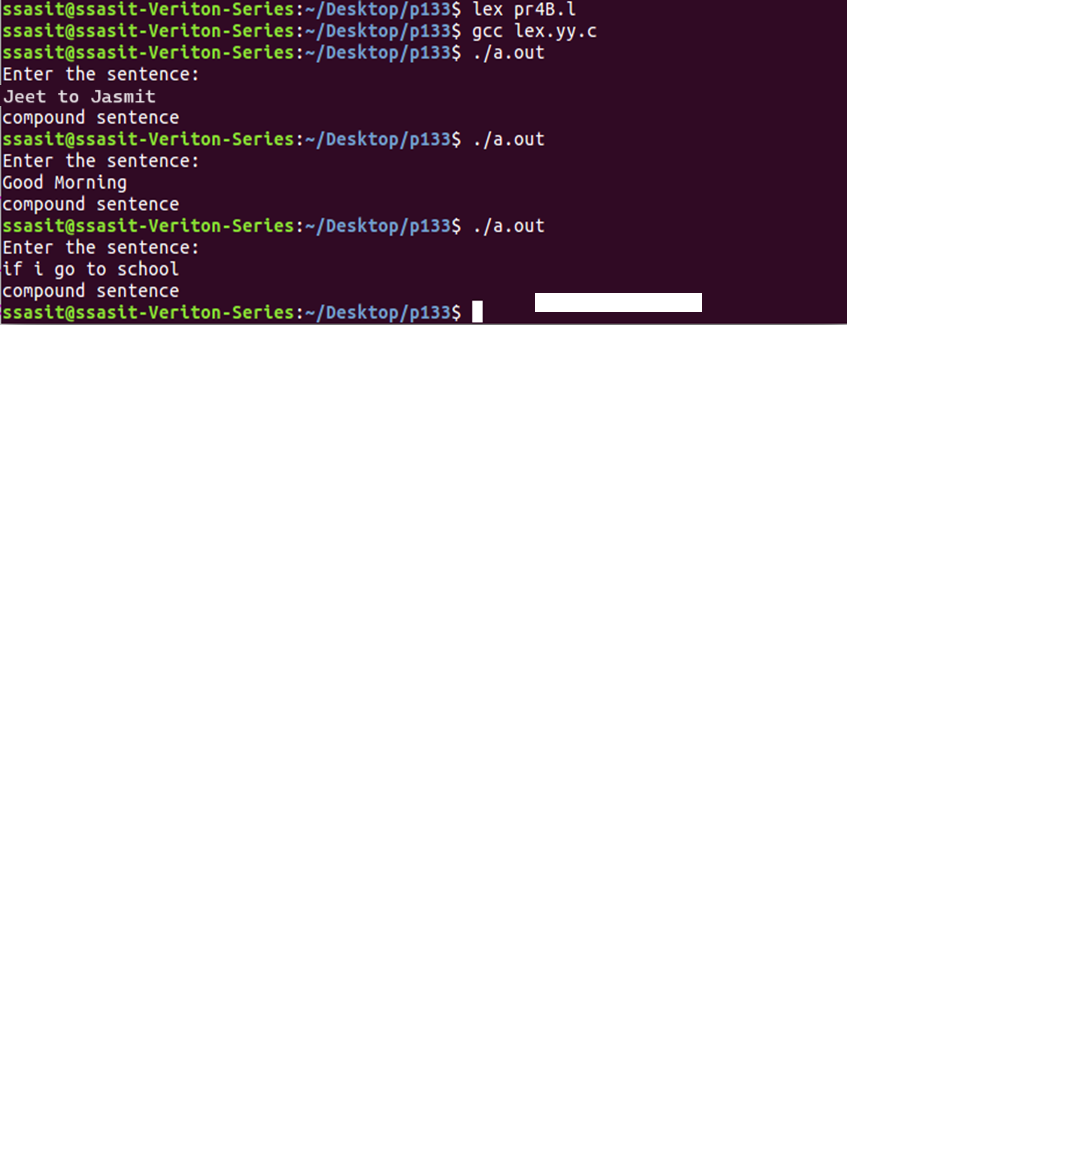 ssasit@ssasit-Veriton-Series:~/Desktop/p133$ lex pr4B.l
ssasit@ssasit-Veriton-Series:~/Desktop/p133$ gcc lex.yy.c
ssasit@ssasit-Veriton-Series:~/Desktop/p133$ ./a.out
Enter the sentence:
Jeet to Jasmit
compound sentence
ssasit@ssasit-Veriton-Series:~/Desktop/p133$ ./a.out
Enter the sentence:
Good Morning
compound sentence
ssasit@ssasit-Veriton-Series:~/Desktop/p133$ ./a.out
Enter the sentence:
if i go to school
compound sentence
ssasit@ssasit-Veriton-Series:~/Desktop/p133$